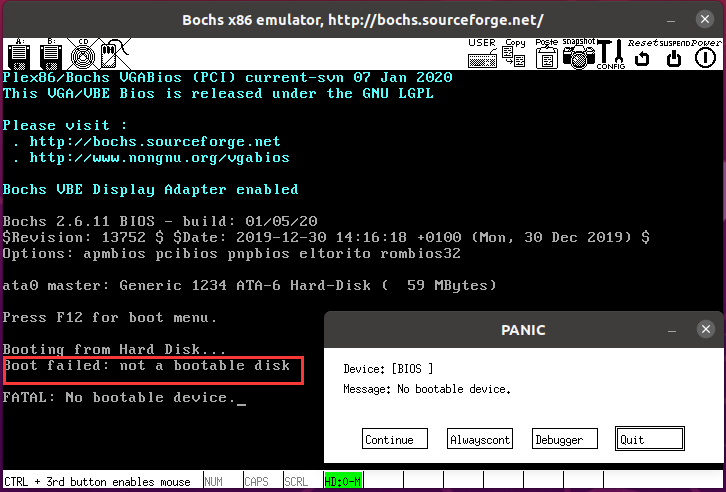 Bochs x86 emulator, http://bochs.sourceforge.net/
A: B: CD USER Copy Paste snapshot CONFIG Reset SUSPEND Power
Plex86/Bochs VGABios (PCI) current-svn 07 Jan 2020
This VGA/VBE Bios is released under the GNU LGPL
Please visit :
. http://bochs.sourceforge.net
. http://www.nongnu.org/vgabios
Bochs VBE Display Adapter enabled
Bochs 2.6.11 BIOS - build: 01/05/20
$Revision: 13752 $ $Date: 2019-12-30 14:16:18 +0100 (Mon, 30 Dec 2019) $
Options: apmbios pcibios pnpbios eltorito rombios32
ata0 master: Generic 1234 ATA-6 Hard-Disk (  59 MBytes)
Press F12 for boot menu.
Booting from Hard Disk...
Boot failed: not a bootable disk
FATAL: No bootable device._
PANIC
Device: [BIOS ]
Message: No bootable device.
Continue Alwayscont Debugger Quit
CTRL + 3rd button enables mouse NUM CAPS SCRL HD:0-M